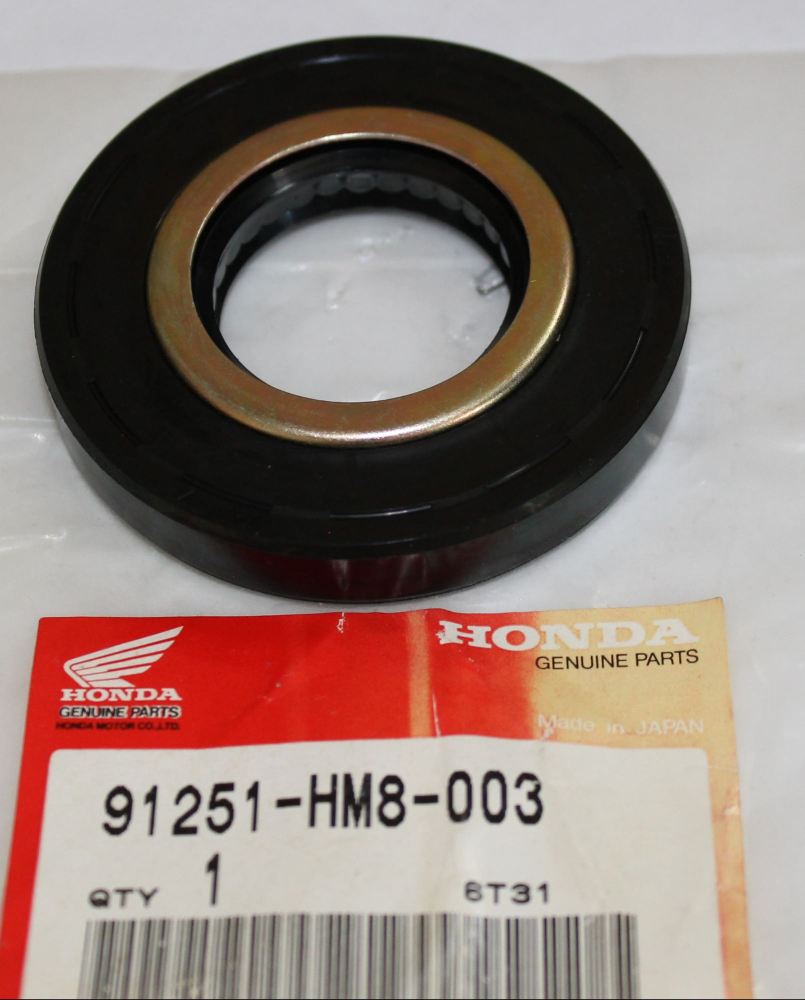 HONDA
GENUINE PARTS
HONDA MOTOR CO.,LTD.
HONDA
GENUINE PARTS
Made in JAPAN
91251-HM8-003
QTY 1 6T31